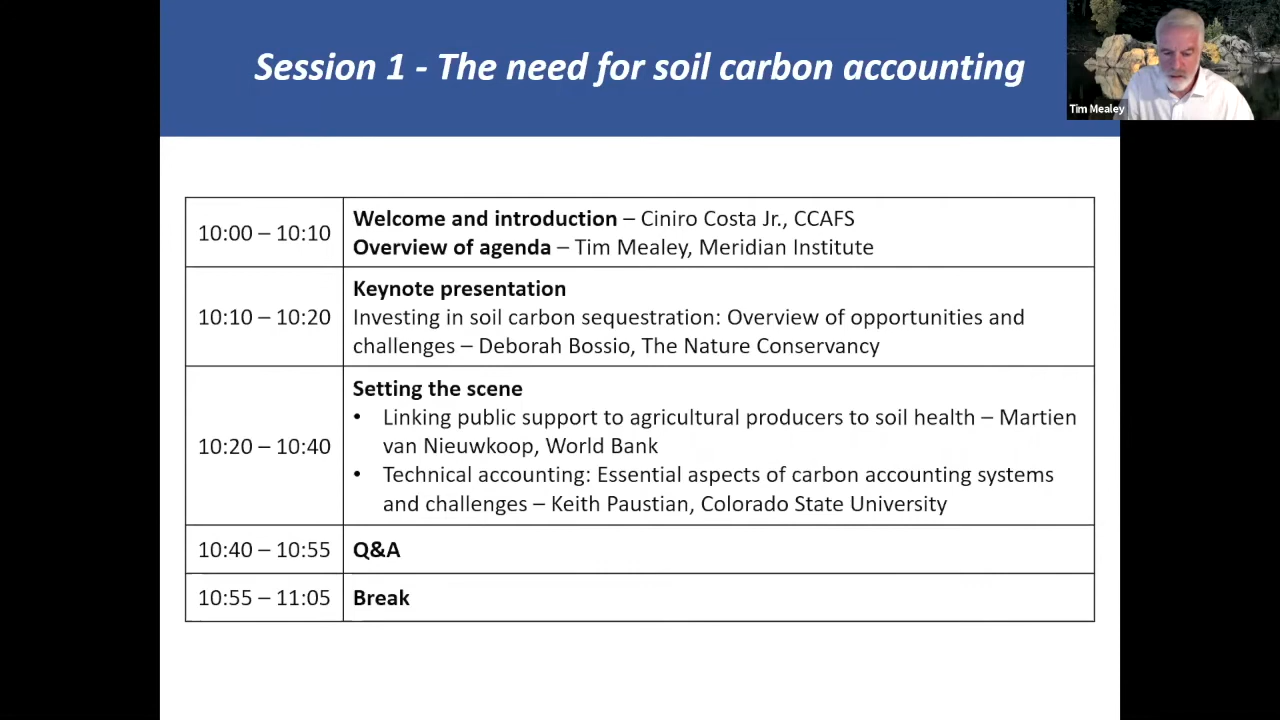 Session 1 - The need for soil carbon accounting
Tim Mealey
10:00 – 10:10
Welcome and introduction – Ciniro Costa Jr., CCAFS
Overview of agenda – Tim Mealey, Meridian Institute
10:10 – 10:20
Keynote presentation
Investing in soil carbon sequestration: Overview of opportunities and
challenges – Deborah Bossio, The Nature Conservancy
10:20 – 10:40
Setting the scene
• Linking public support to agricultural producers to soil health – Martien
van Nieuwkoop, World Bank
• Technical accounting: Essential aspects of carbon accounting systems
and challenges – Keith Paustian, Colorado State University
10:40 – 10:55
Q&A
10:55 – 11:05
Break